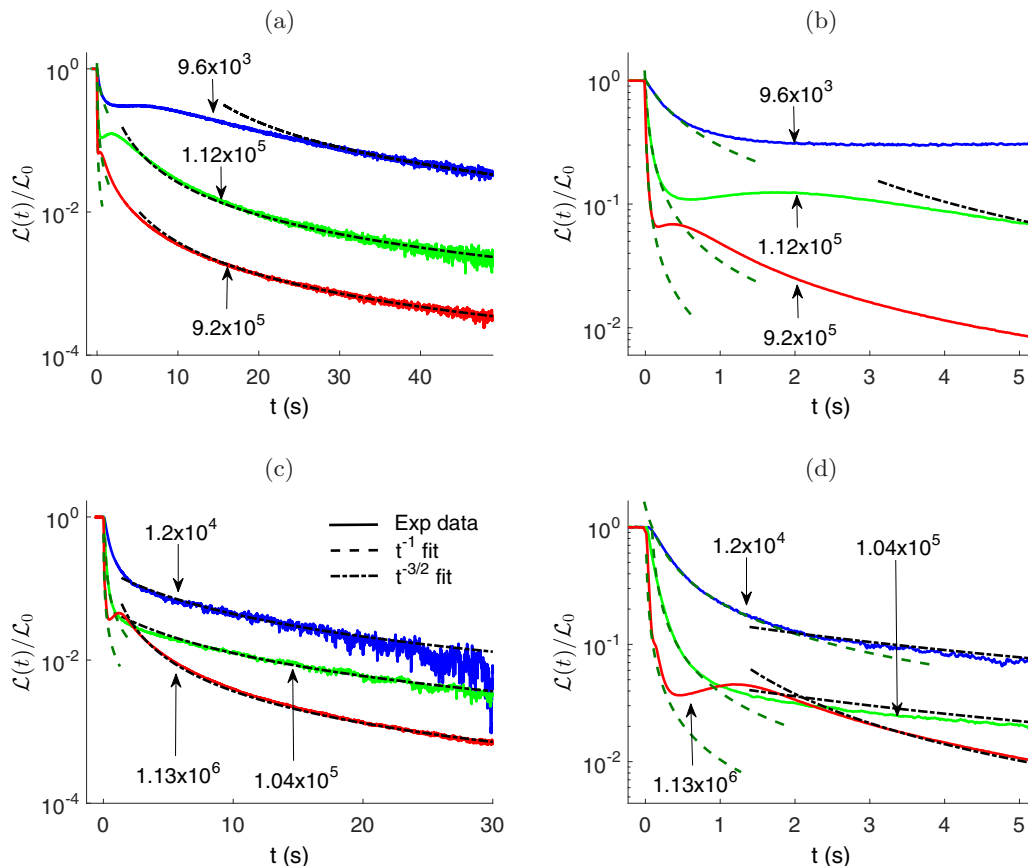 (a)
10^0
10^-2
10^-4
ℒ(t)/ℒ₀
9.6x10^3
1.12x10^5
9.2x10^5
0 10 20 30 40
t (s)
(b)
10^0
10^-1
10^-2
ℒ(t)/ℒ₀
9.6x10^3
1.12x10^5
9.2x10^5
0 1 2 3 4 5
t (s)
(c)
10^0
10^-2
10^-4
ℒ(t)/ℒ₀
1.2x10^4
Exp data
t^-1 fit
t^-3/2 fit
1.13x10^6
1.04x10^5
0 10 20 30
t (s)
(d)
10^0
10^-1
10^-2
ℒ(t)/ℒ₀
1.2x10^4
1.04x10^5
1.13x10^6
0 1 2 3 4 5
t (s)